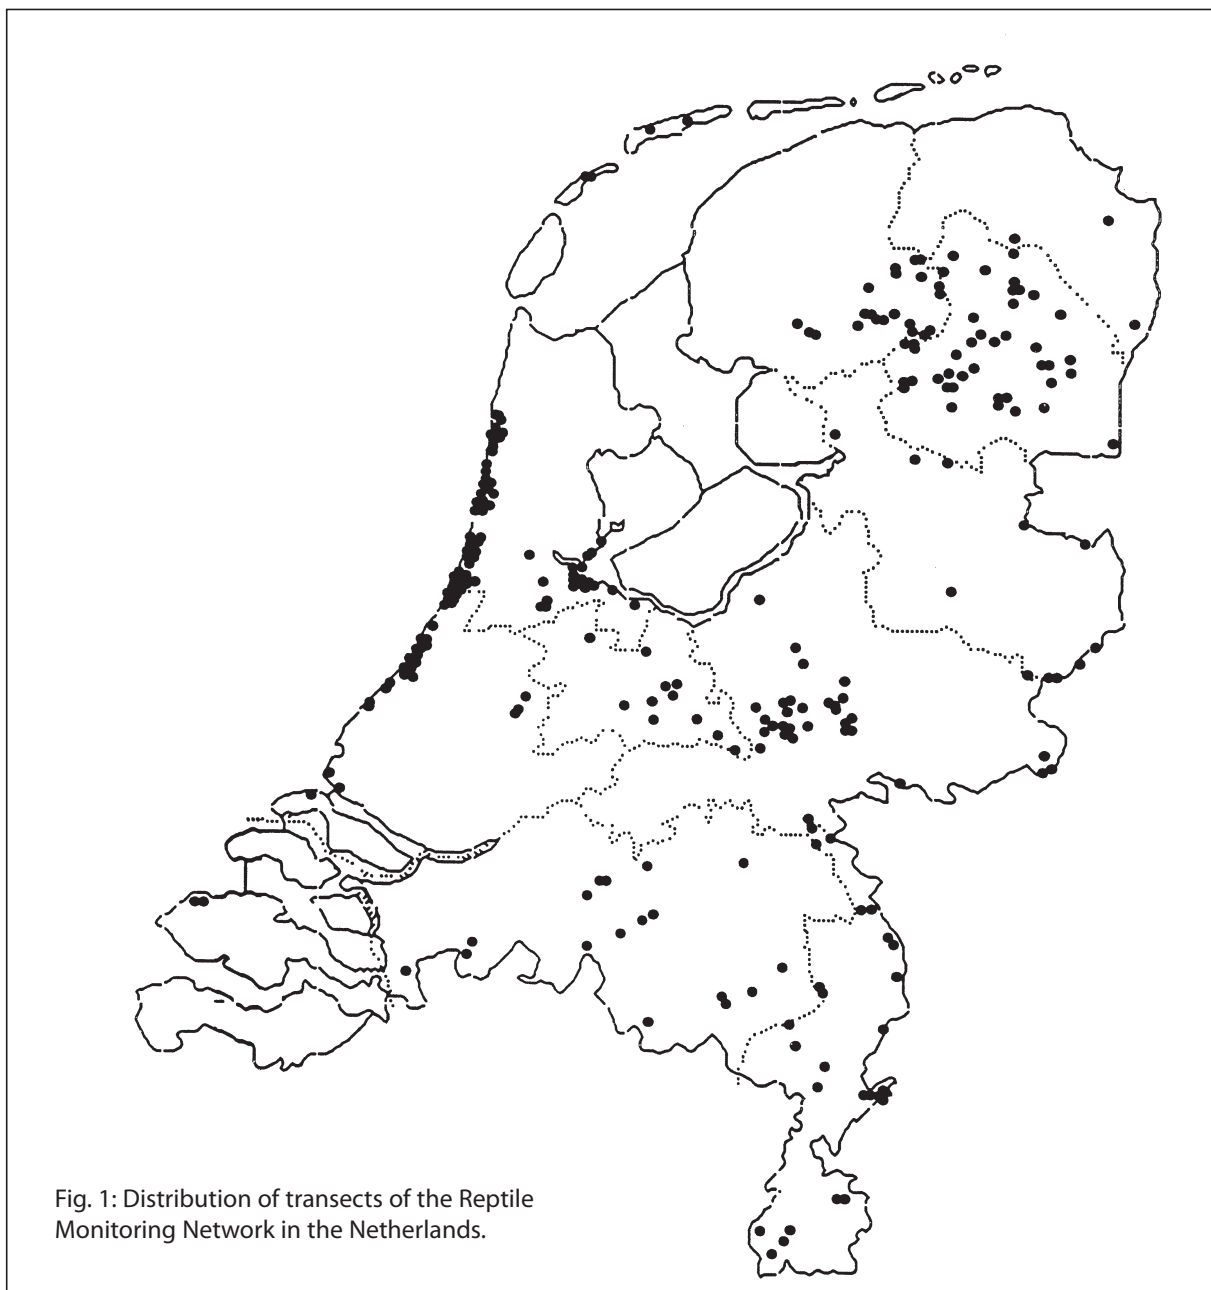 Fig. 1: Distribution of transects of the Reptile
Monitoring Network in the Netherlands.